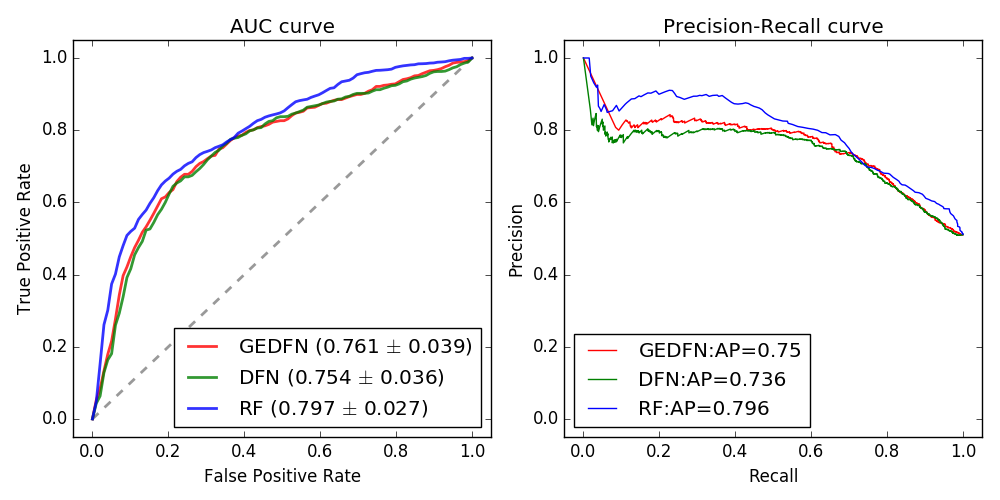 AUC curve
True Positive Rate
1.0
0.8
0.6
0.4
0.2
0.0
GEDFN (0.761 ± 0.039)
DFN (0.754 ± 0.036)
RF (0.797 ± 0.027)
0.0 0.2 0.4 0.6 0.8 1.0
False Positive Rate
Precision-Recall curve
Precision
1.0
0.8
0.6
0.4
0.2
0.0
GEDFN:AP=0.75
DFN:AP=0.736
RF:AP=0.796
0.0 0.2 0.4 0.6 0.8 1.0
Recall